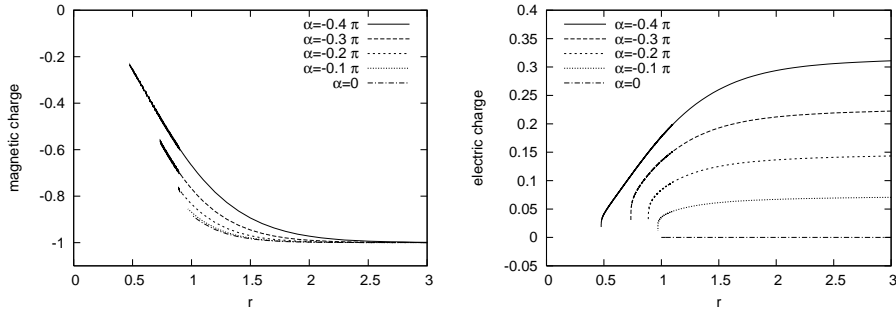 0
-0.2
-0.4
-0.6
-0.8
-1
magnetic charge
0 0.5 1 1.5 2 2.5 3
r
α=-0.4 π
α=-0.3 π
α=-0.2 π
α=-0.1 π
α=0
0.4
0.35
0.3
0.25
0.2
0.15
0.1
0.05
0
-0.05
electric charge
0 0.5 1 1.5 2 2.5 3
r
α=-0.4 π
α=-0.3 π
α=-0.2 π
α=-0.1 π
α=0